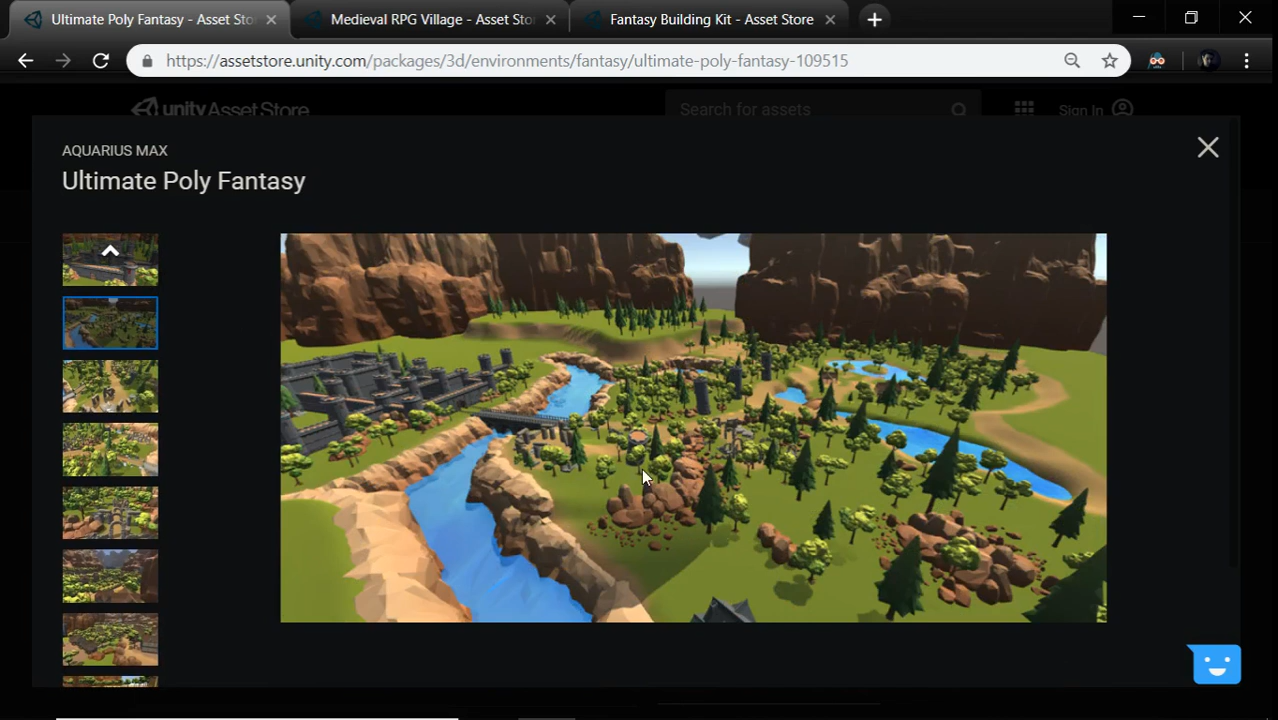 Ultimate Poly Fantasy - Asset Sto
Medieval RPG Village - Asset Sto
Fantasy Building Kit - Asset Store
https://assetstore.unity.com/packages/3d/environments/fantasy/ultimate-poly-fantasy-109515
unity Asset Store
Search for assets
Sign In
AQUARIUS MAX
Ultimate Poly Fantasy